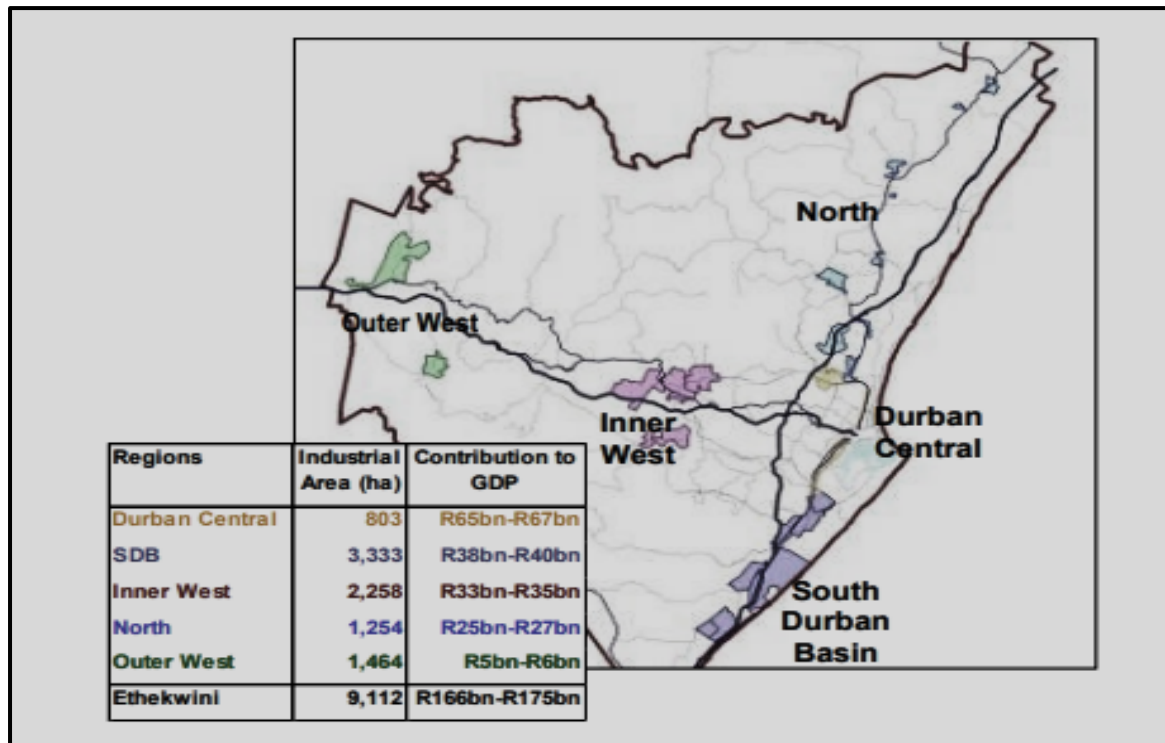 North
Outer West
Inner
West
Durban
Central
South
Durban
Basin
Regions Industrial Area (ha) Contribution to GDP
Durban Central 803 R65bn-R67bn
SDB 3,333 R38bn-R40bn
Inner West 2,258 R33bn-R35bn
North 1,254 R25bn-R27bn
Outer West 1,464 R5bn-R6bn
Ethekwini 9,112 R166bn-R175bn